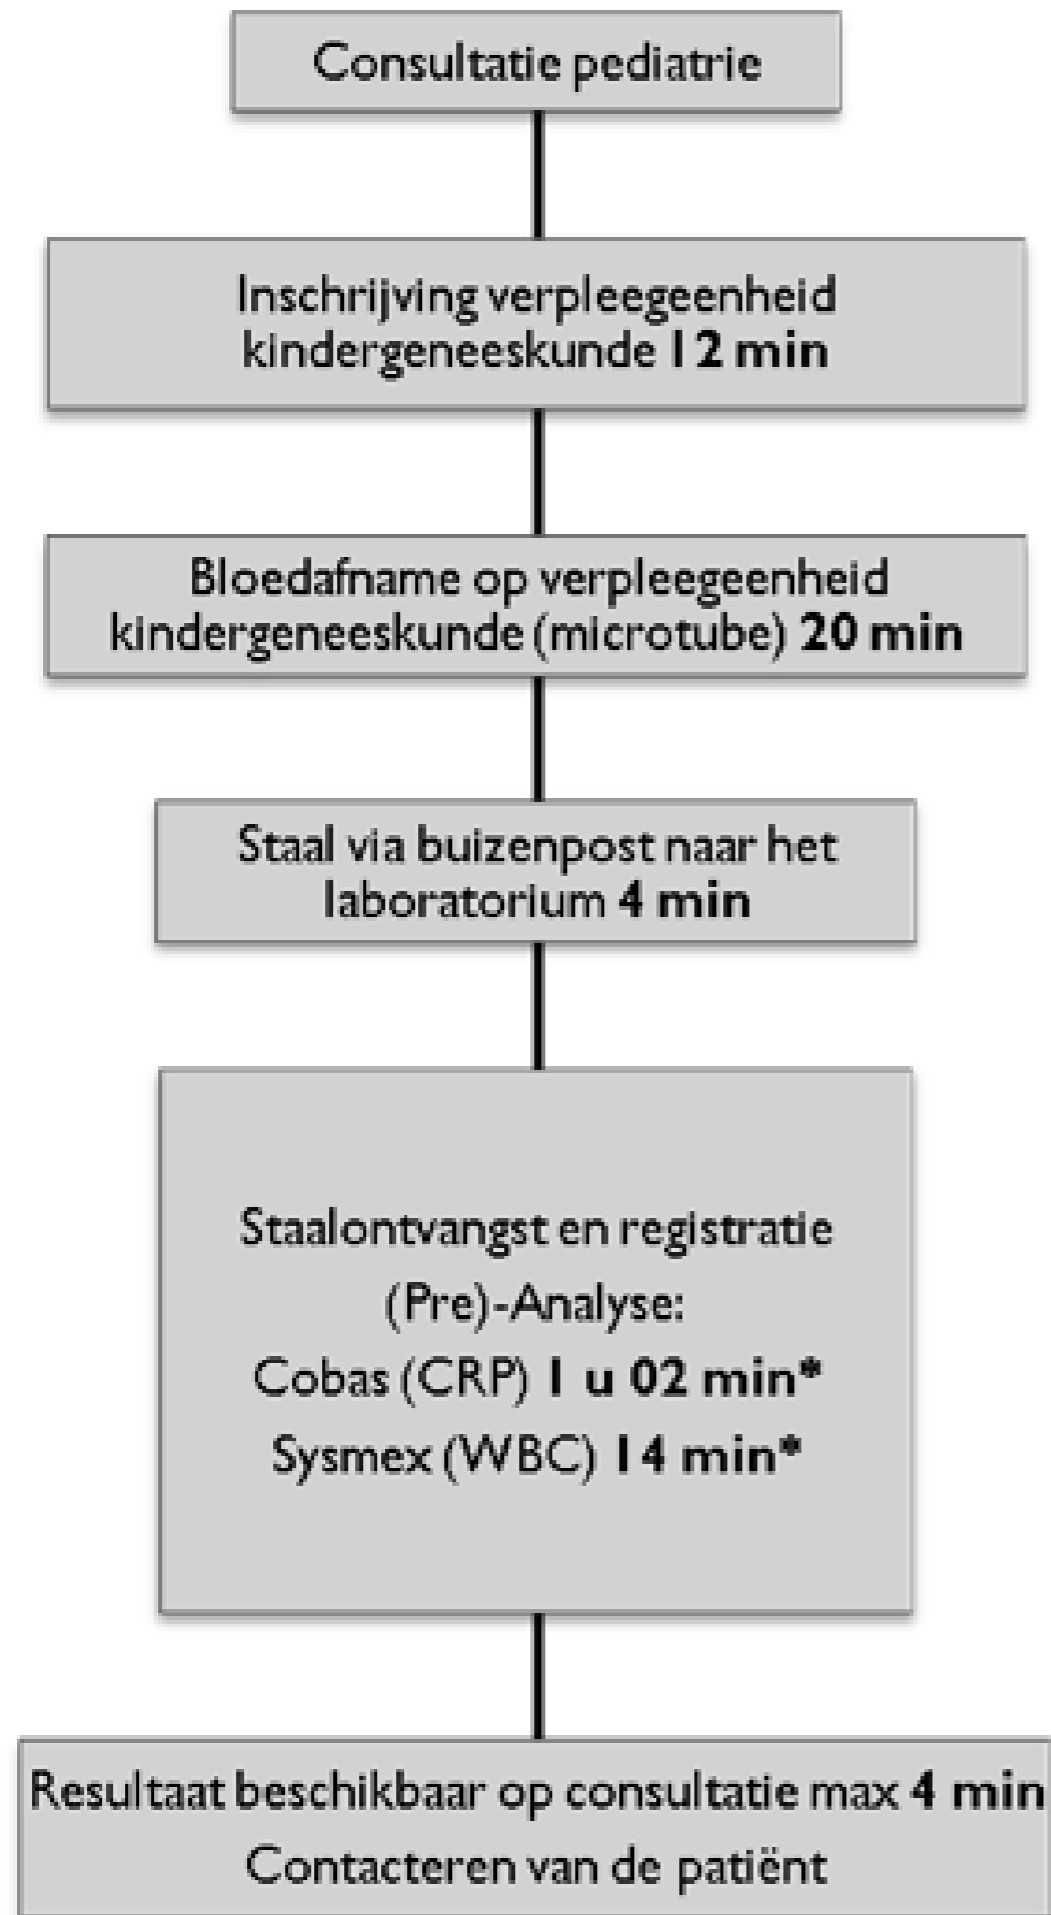 Consultatie pediatrie
Inschrijving verpleegeenheid
kindergeneeskunde 12 min
Bloedafname op verpleegeenheid
kindergeneeskunde (microtube) 20 min
Staal via buizenpost naar het
laboratorium 4 min
Staalontvangst en registratie
(Pre)-Analyse:
Cobas (CRP) 1 u 02 min*
Sysmex (WBC) 14 min*
Resultaat beschikbaar op consultatie max 4 min
Contacteren van de patiënt